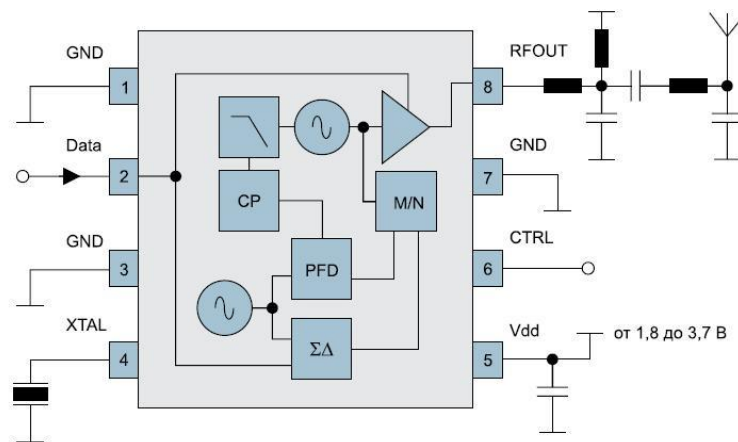 GND
1
Data
2
GND
3
XTAL
4
CP
PFD
ΣΔ
M/N
RFOUT
8
GND
7
CTRL
6
Vdd
5
от 1,8 до 3,7 В